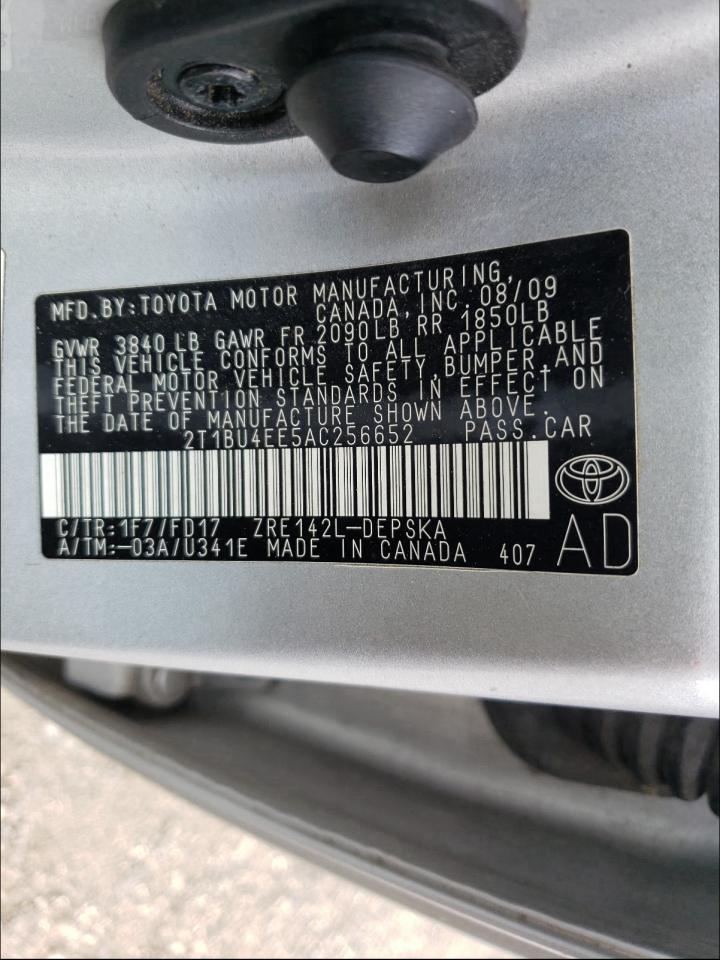 MFD.BY:TOYOTA MOTOR MANUFACTURING,
CANADA, INC. 08/09
GVWR 3840 LB GAWR FR 2090LB RR 1850LB
THIS VEHICLE CONFORMS TO ALL APPLICABLE
FEDERAL MOTOR VEHICLE SAFETY, BUMPER, AND
THEFT PREVENTION STANDARDS IN EFFECT ON
THE DATE OF MANUFACTURE SHOWN ABOVE.
2T1BU4EE5AC256652 PASS.CAR
C/TR:1F7/FD17 ZRE142L-DEPSKA
A/TM:-03A/U341E MADE IN CANADA 407 AD